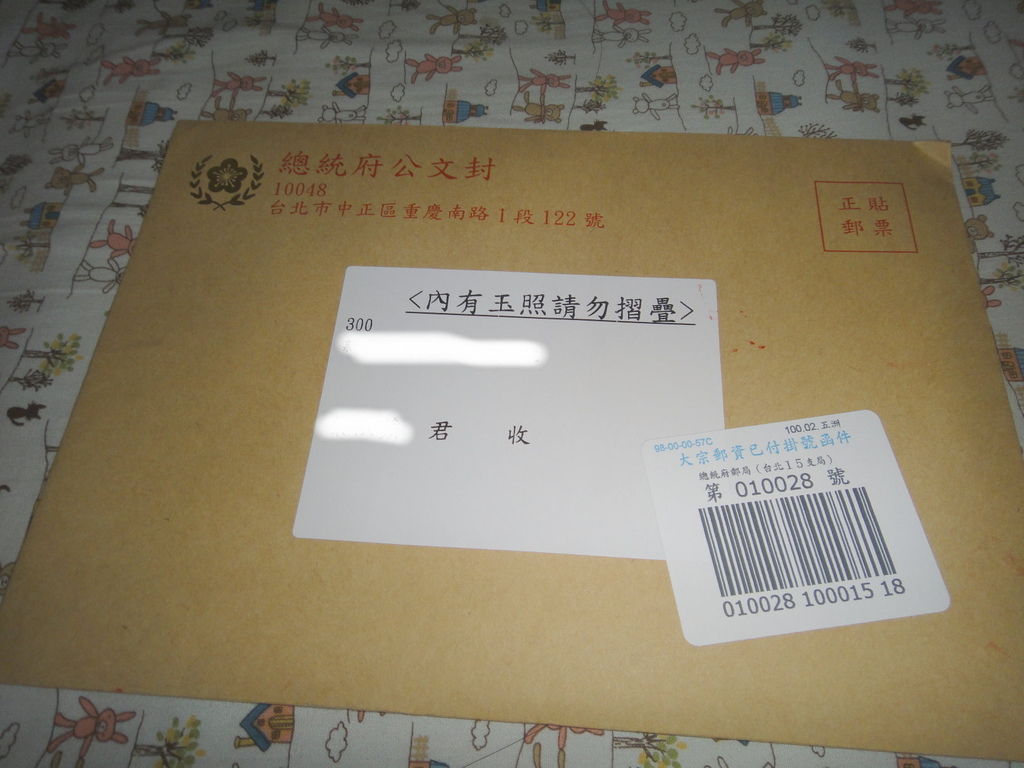 總統府公文封
10048
台北市中正區重慶南路1段122號
正貼
郵票
<內有玉照請勿摺疊>
300
君 收
100.02.五洲
98-00-00-57C
大宗郵資已付掛號函件
總統府郵局(台北15支局)
第 010028 號
010028 100015 18